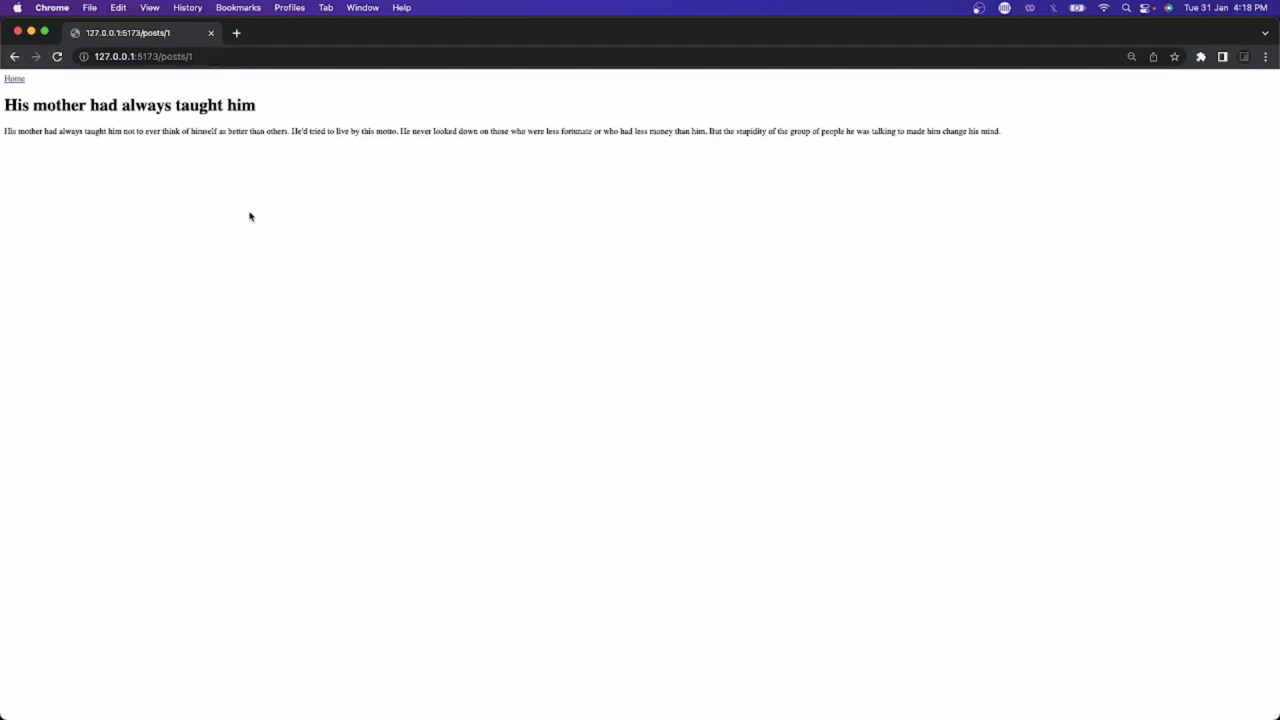 Chrome File Edit View History Bookmarks Profiles Tab Window Help Tue 31 Jan 4:18 PM
127.0.0.1:5173/posts/1
127.0.0.1:5173/posts/1
Home
His mother had always taught him
His mother had always taught him not to ever think of himself as better than others. He'd tried to live by this motto. He never looked down on those who were less fortunate or who had less money than him. But the stupidity of the group of people he was talking to made him change his mind.